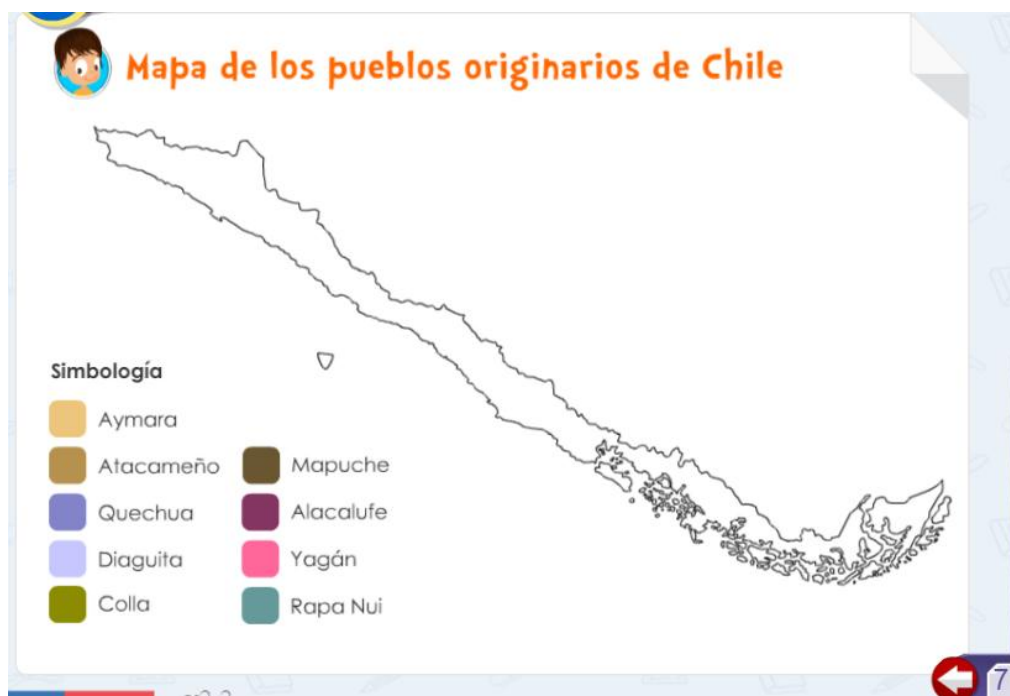 Mapa de los pueblos originarios de Chile
Simbología
Aymara
Atacameño
Quechua
Diaguita
Colla
Mapuche
Alacalufe
Yagán
Rapa Nui
7